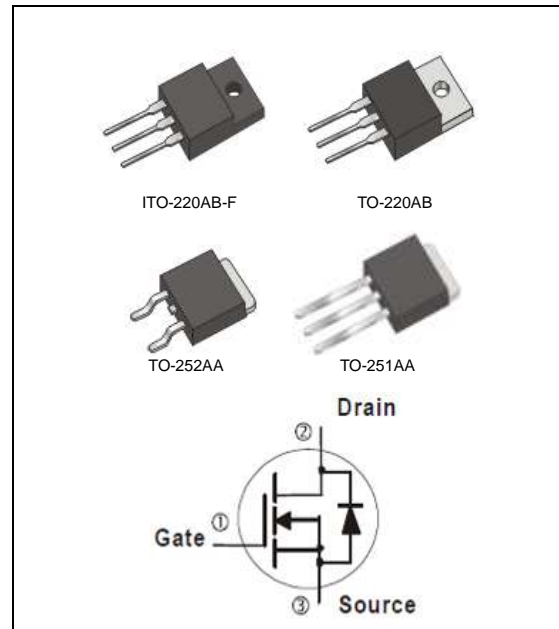 ITO-220AB-F
TO-220AB
TO-252AA
TO-251AA
Drain
②
①
Gate
③
Source